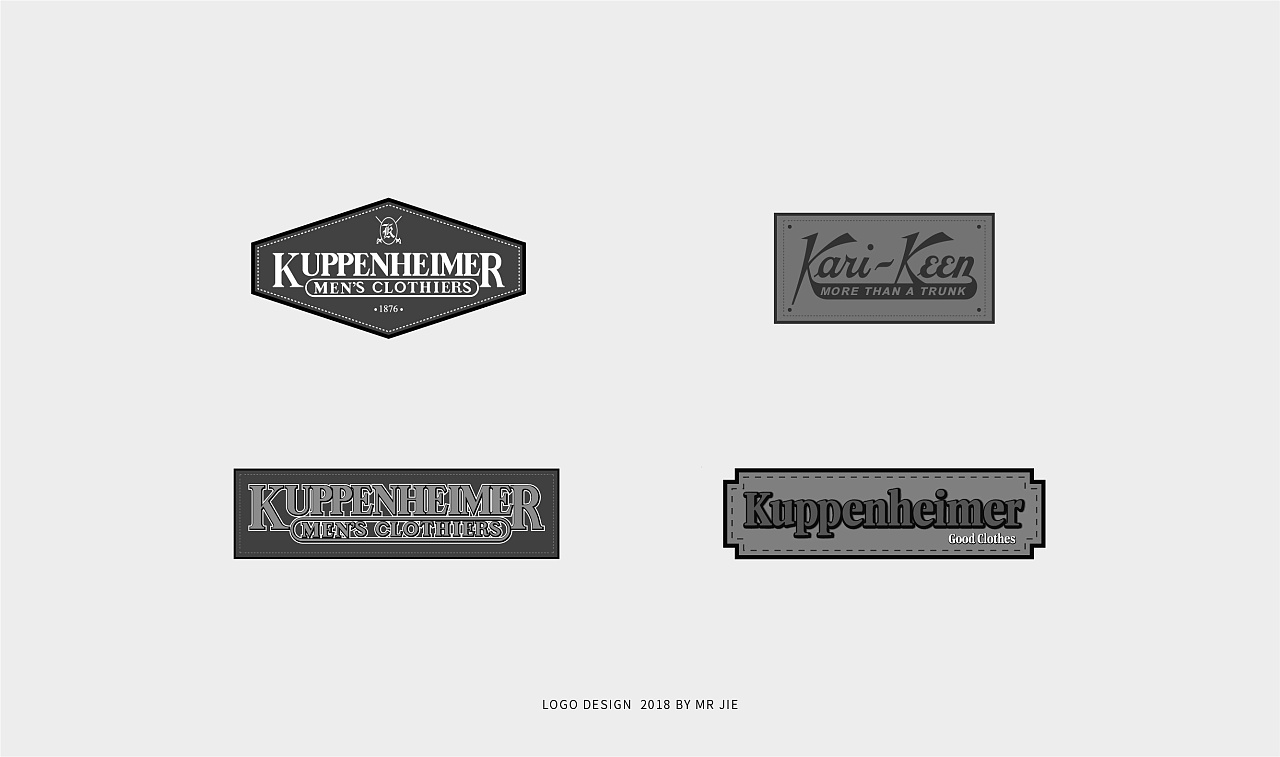 K
KUPPENHEIMER
MEN'S CLOTHIERS
•1876•
Kari-Keen
MORE THAN A TRUNK
KUPPENHEIMER
MEN'S CLOTHIERS
Kuppenheimer
Good Clothes
LOGO DESIGN 2018 BY MR JIE